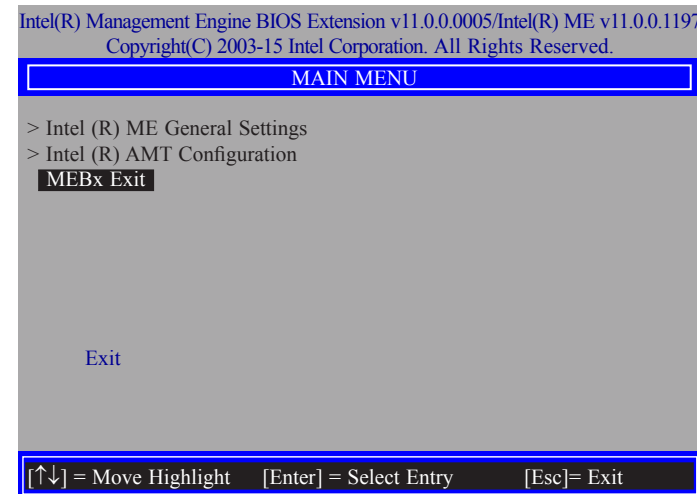 Intel(R) Management Engine BIOS Extension v11.0.0.0005/Intel(R) ME v11.0.0.1197
Copyright(C) 2003-15 Intel Corporation. All Rights Reserved.
MAIN MENU
> Intel (R) ME General Settings
> Intel (R) AMT Configuration
MEBx Exit
Exit
[↑↓] = Move Highlight [Enter] = Select Entry [Esc]= Exit